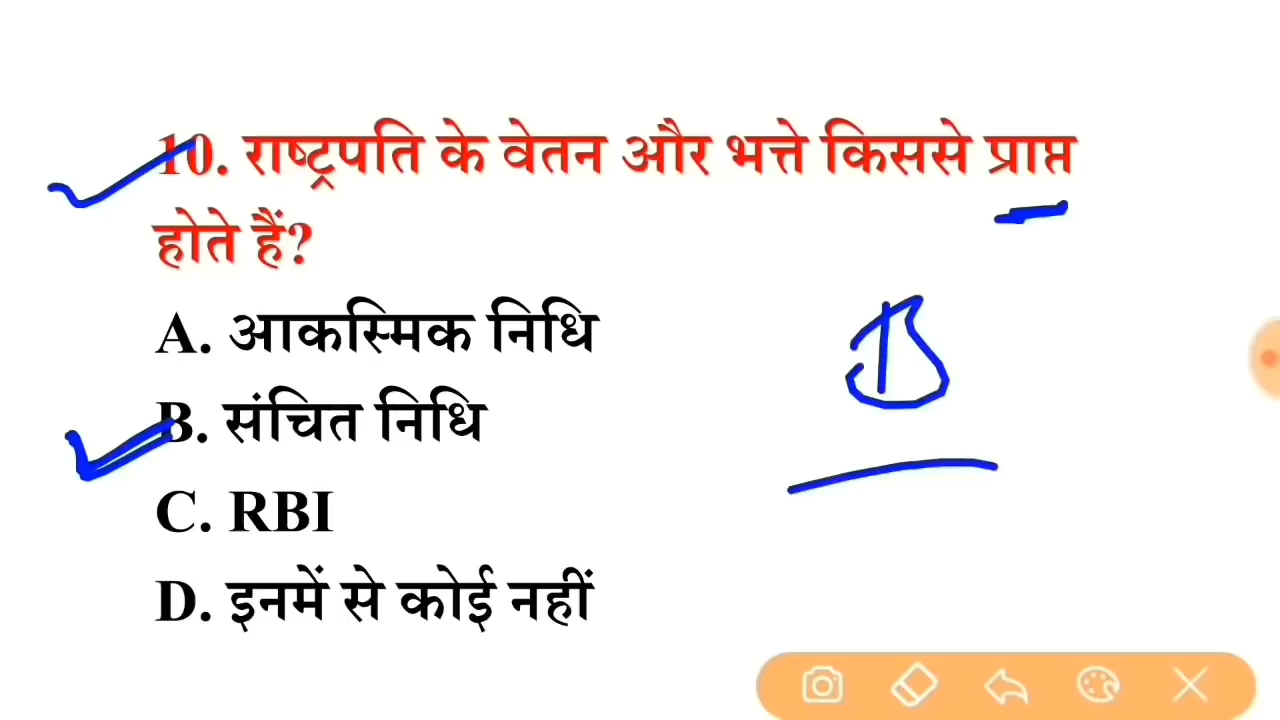 10. राष्ट्रपति के वेतन और भत्ते किससे प्राप्त
होते हैं?
A. आकस्मिक निधि
B. संचित निधि
B
C. RBI
D. इनमें से कोई नहीं